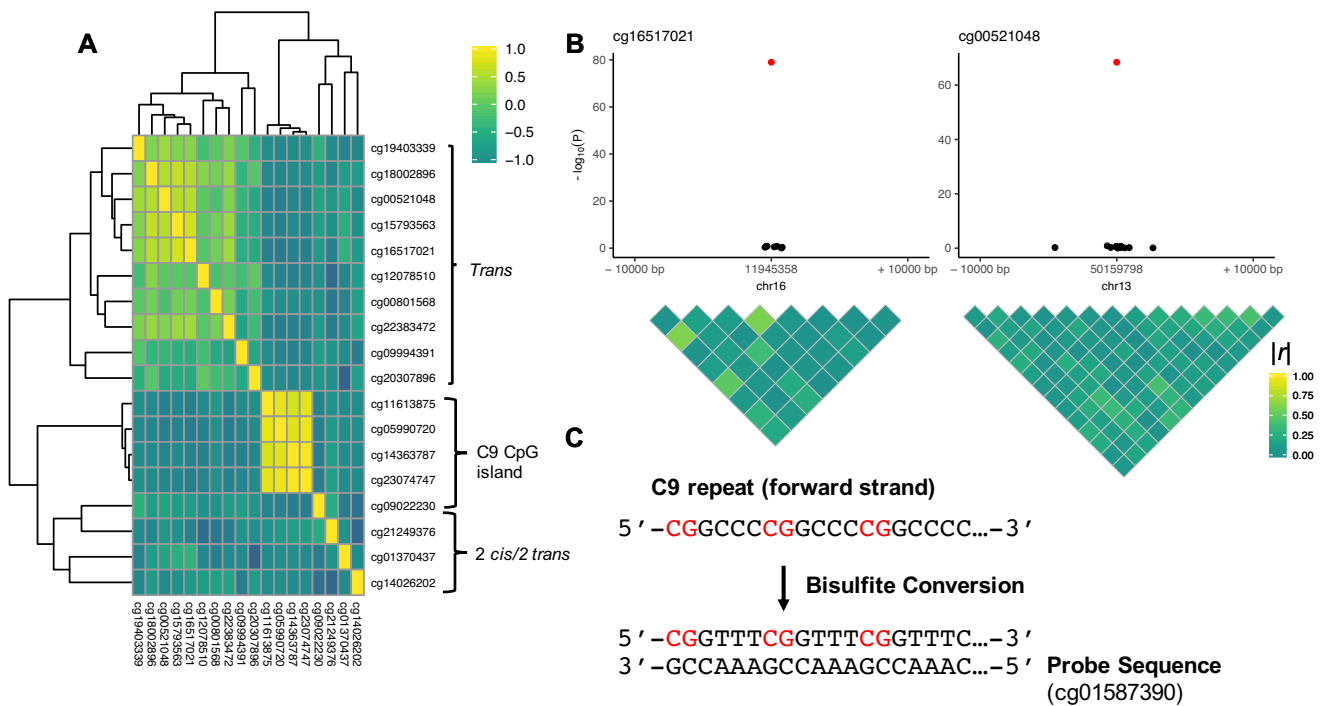 A
1.0
0.5
0.0
−0.5
−1.0
cg19403339
cg18002896
cg00521048
cg15793563
cg16517021
cg12078510
cg00801568
cg22383472
cg09994391
cg20307896
cg11613875
cg05990720
cg14363787
cg23074747
cg09022230
cg21249376
cg01370437
cg14026202
Trans
C9 CpG
island
2 cis/2 trans
cg19403339
cg18002896
cg00521048
cg15793563
cg16517021
cg12078510
cg00801568
cg22383472
cg09994391
cg20307896
cg11613875
cg05990720
cg14363787
cg23074747
cg09022230
cg21249376
cg01370437
cg14026202
B
cg16517021
80
60
40
20
0
- log10(P)
− 10000 bp
11945358
+ 10000 bp
chr16
cg00521048
60
40
20
0
− 10000 bp
50159798
+ 10000 bp
chr13
|r|
1.00
0.75
0.50
0.25
0.00
C
C9 repeat (forward strand)
5’-CGGCCCCGGCCCCGGCCCC…-3’
Bisulfite Conversion
5’-CGGTTTCGGTTTCGGTTTC…-3’
3’-GCCAAAGCCAAAGCCAAAC…-5’
Probe Sequence
(cg01587390)